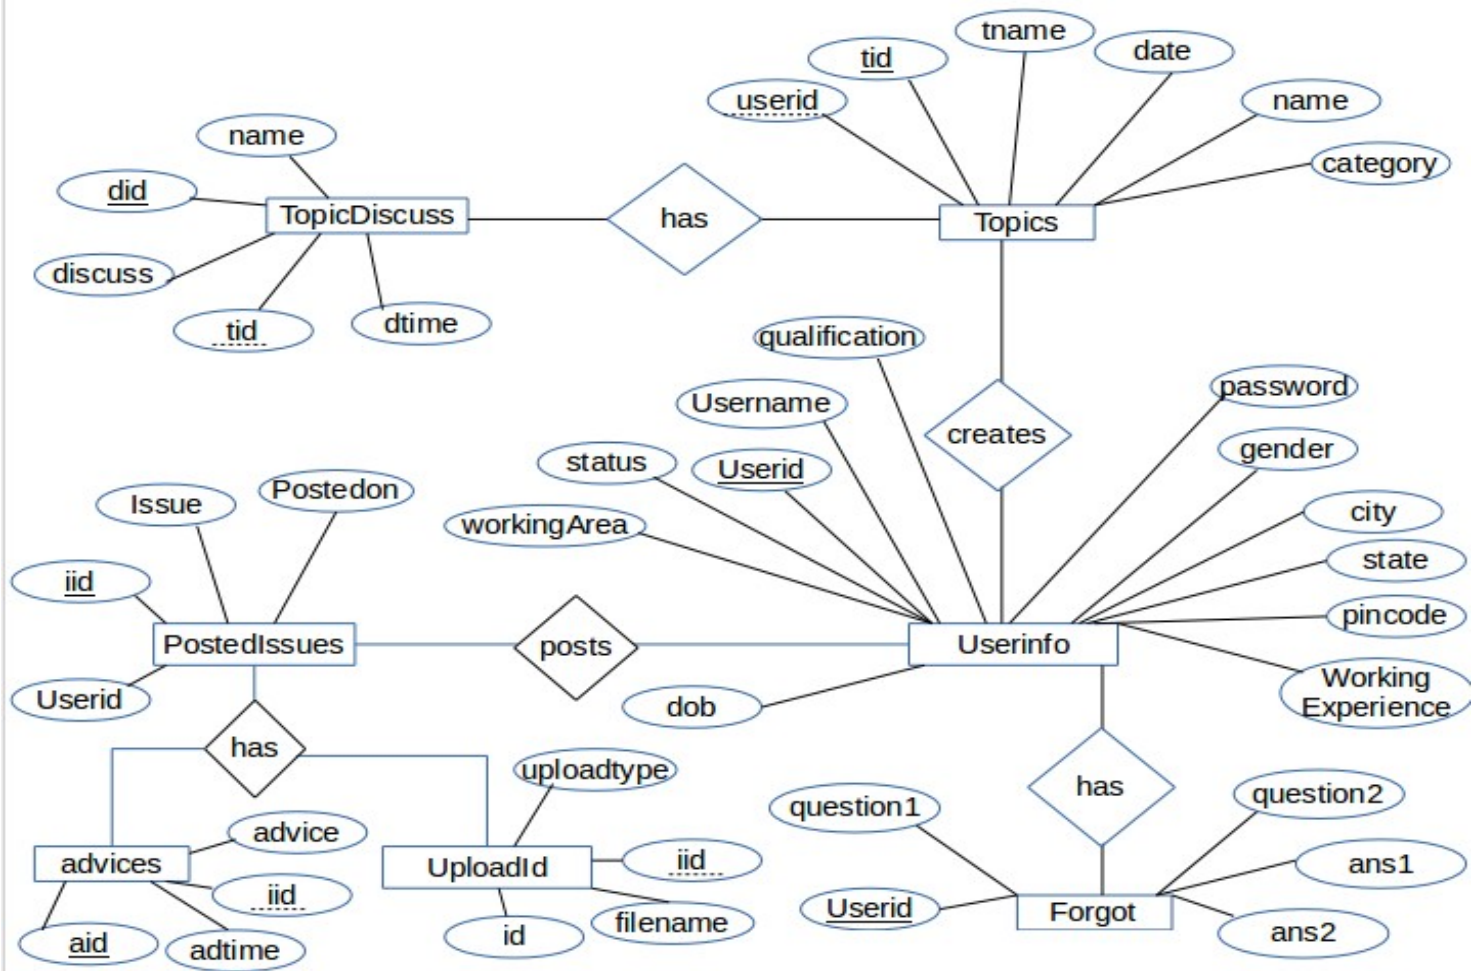 tname
tid
date
userid
name
category
name
did
TopicDiscuss
has
Topics
discuss
tid
dtime
qualification
Username
password
creates
status
Userid
gender
Issue
Postedon
workingArea
city
state
iid
pincode
PostedIssues
posts
Userinfo
Userid
dob
Working
Experience
has
uploadtype
has
question1
question2
advice
advices
UploadId
iid
ans1
iid
Userid
Forgot
filename
aid
adtime
id
ans2